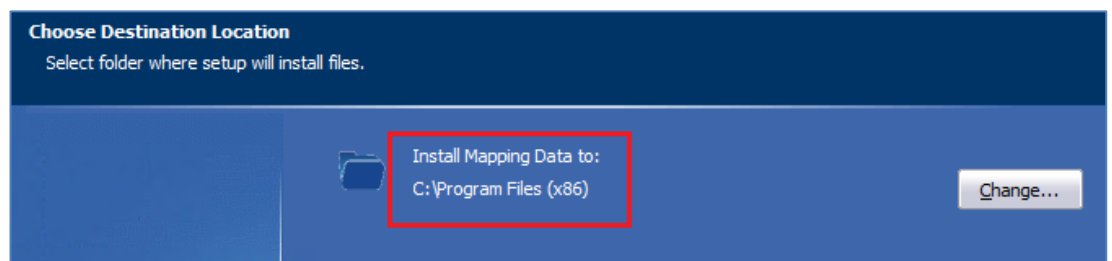 Choose Destination Location
Select folder where setup will install files.
Install Mapping Data to:
C:\Program Files (x86)
Change...